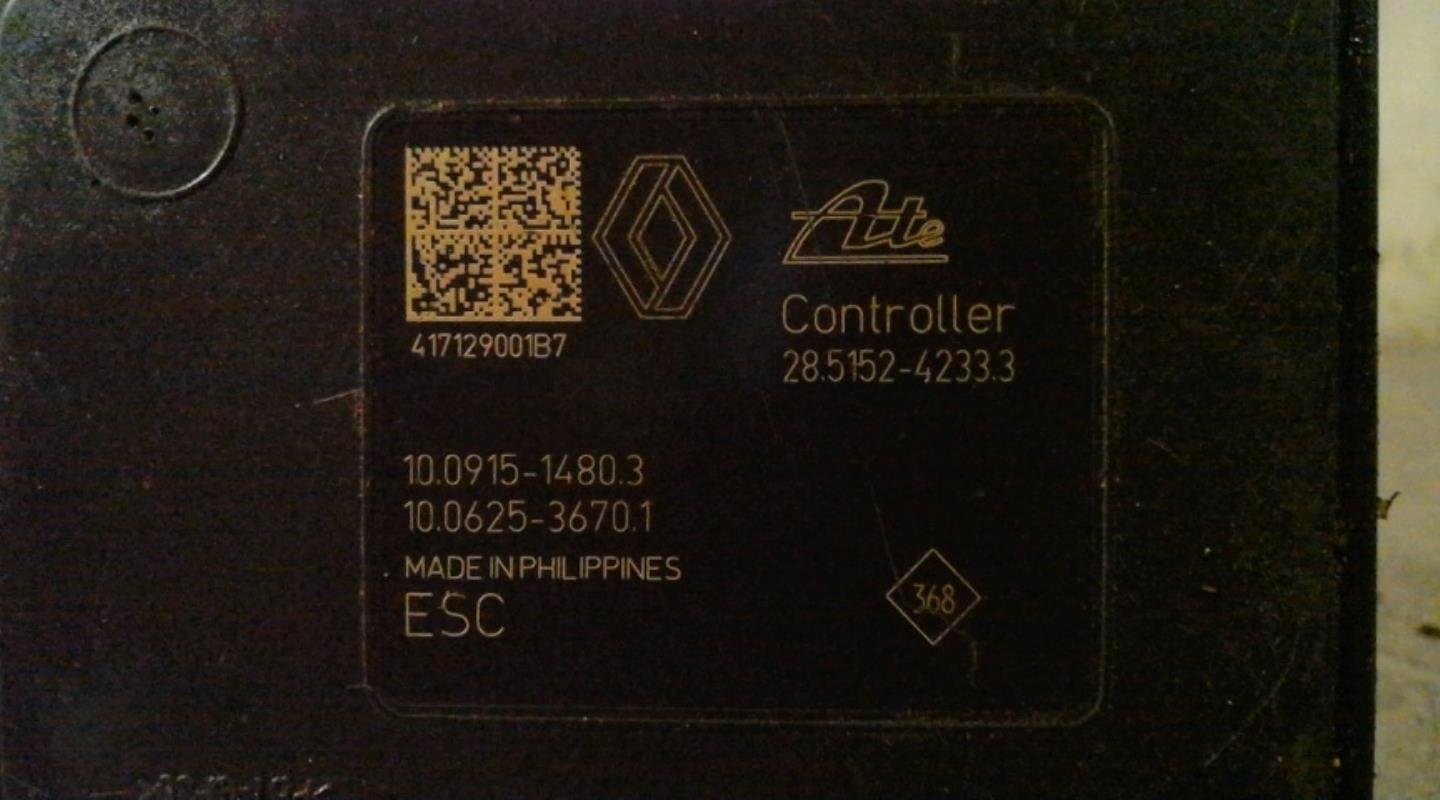 Ate
417129001B7
Controller
28.5152-4233.3
10.0915-1480.3
10.0625-3670.1
MADE IN PHILIPPINES
ESC
368